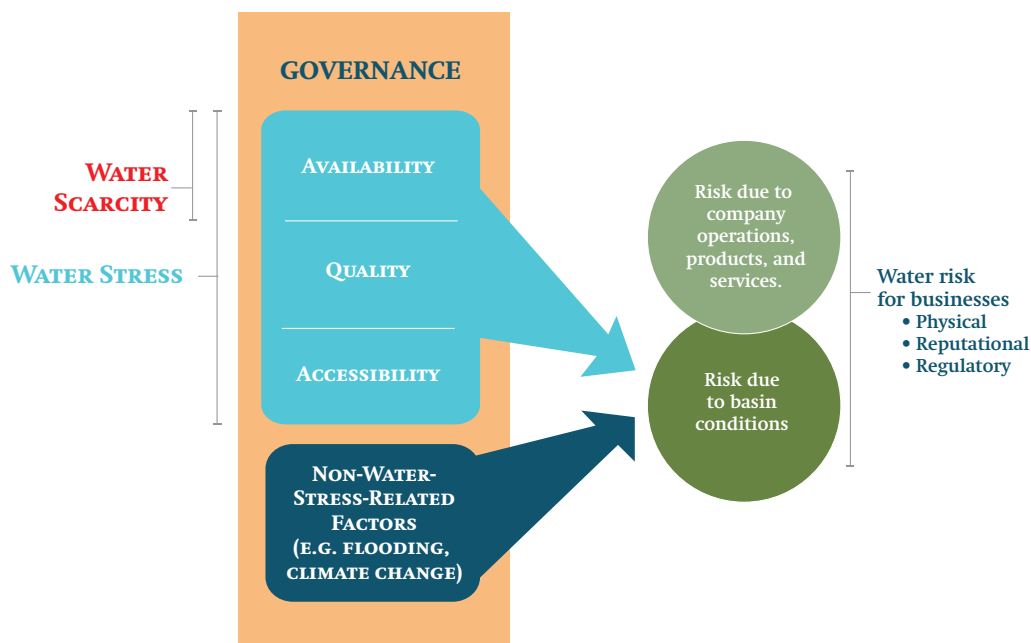 GOVERNANCE
WATER
SCARCITY
WATER STRESS
AVAILABILITY
QUALITY
ACCESSIBILITY
NON-WATER-
STRESS-RELATED
FACTORS
(E.G. FLOODING,
CLIMATE CHANGE)
Risk due to
company
operations,
products, and
services.
Risk due
to basin
conditions
Water risk
for businesses
• Physical
• Reputational
• Regulatory